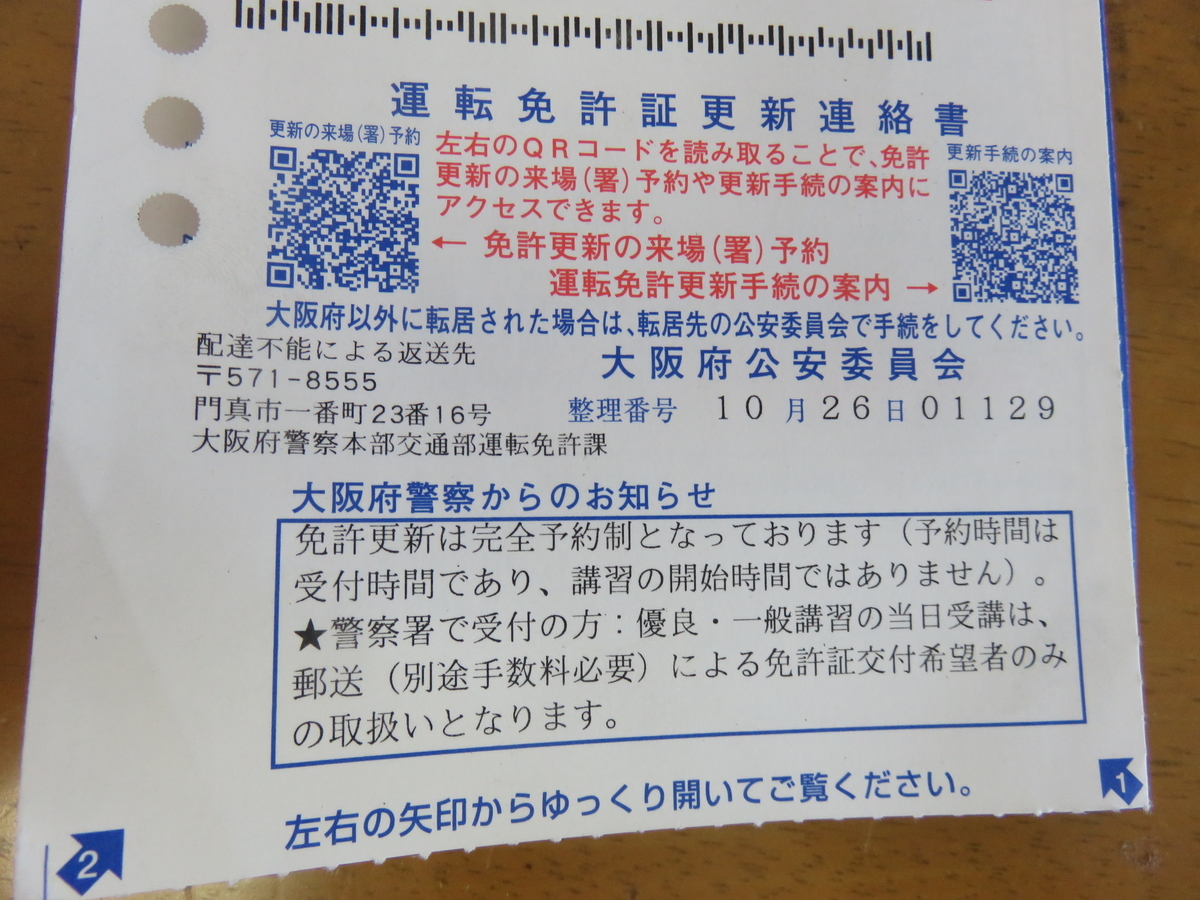 運転免許証更新連絡書
更新の来場(署)予約
左右のQRコードを読み取ることで、免許
更新の来場(署)予約や更新手続の案内に
アクセスできます。
← 免許更新の来場(署)予約
運転免許更新手続の案内 →
更新手続の案内
大阪府以外に転居された場合は、転居先の公安委員会で手続をしてください。
配達不能による返送先
〒571-8555
門真市一番町23番16号
大阪府警察本部交通部運転免許課
大阪府公安委員会
整理番号 10月26日01129
大阪府警察からのお知らせ
免許更新は完全予約制となっております（予約時間は
受付時間であり、講習の開始時間ではありません）。
★警察署で受付の方：優良・一般講習の当日受講は、
郵送（別途手数料必要）による免許証交付希望者のみ
の取扱いとなります。
左右の矢印からゆっくり開いてご覧ください。
1
2